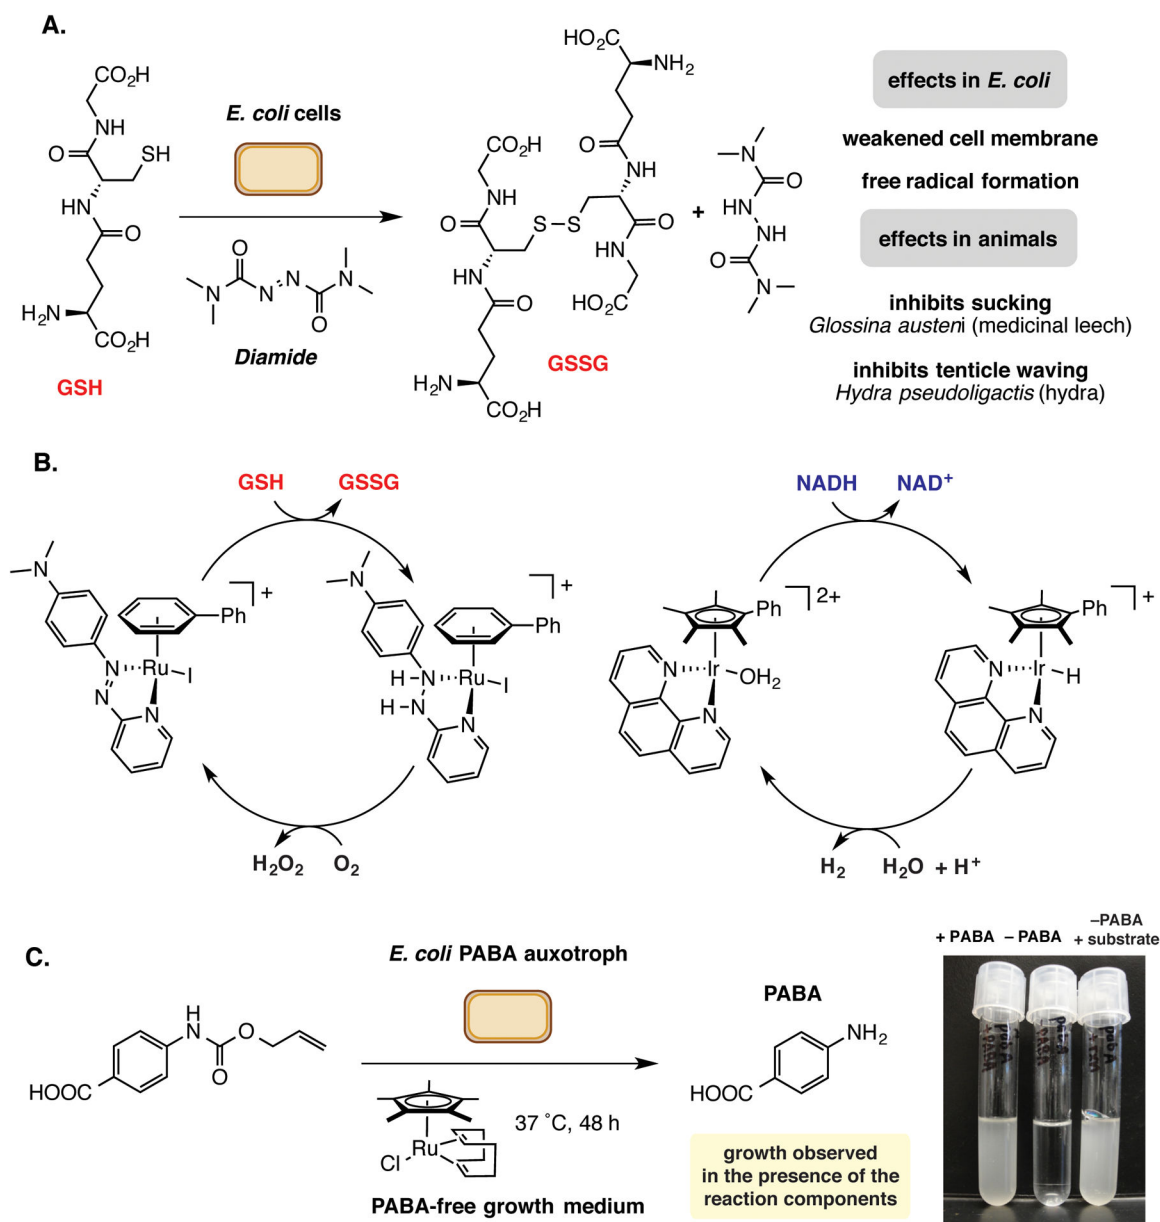 A.
CO₂H
NH
O
SH
HN
O
H₂N
CO₂H
GSH
E. coli cells
O
N
N
N
N
O
Diamide
HO₂C
NH₂
O
NH
CO₂H
NH
O
S
S
O
HN
HN
O
HO₂C
H₂N
CO₂H
GSSG
+
N
O
HN
NH
O
N
effects in E. coli
weakened cell membrane
free radical formation
effects in animals
inhibits sucking
Glossina austeni (medicinal leech)
inhibits tenticle waving
Hydra pseudoligactis (hydra)
B.
GSH
GSSG
N
+
Ph
N
Ru
I
N
N
N
+
Ph
H
N
Ru
I
H
N
N
H₂O₂
O₂
NADH
NAD⁺
2+
Ph
N
Ir
OH₂
N
+
Ph
N
Ir
H
N
H₂
H₂O + H⁺
C.
HOOC
H
N
O
O
E. coli PABA auxotroph
37 ˚C, 48 h
Ru
Cl
PABA-free growth medium
PABA
NH₂
HOOC
growth observed
in the presence of the
reaction components
+ PABA
– PABA
–PABA
+ substrate